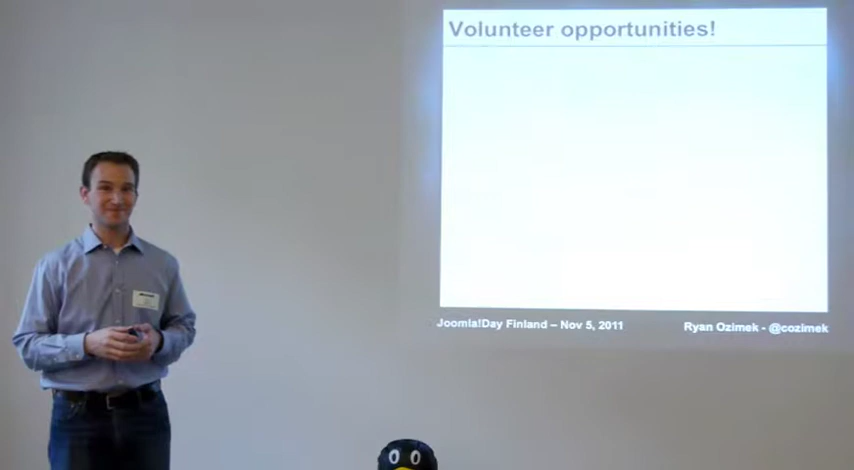 Volunteer opportunities!
Joomla!Day Finland – Nov 5, 2011
Ryan Ozimek - @cozimek